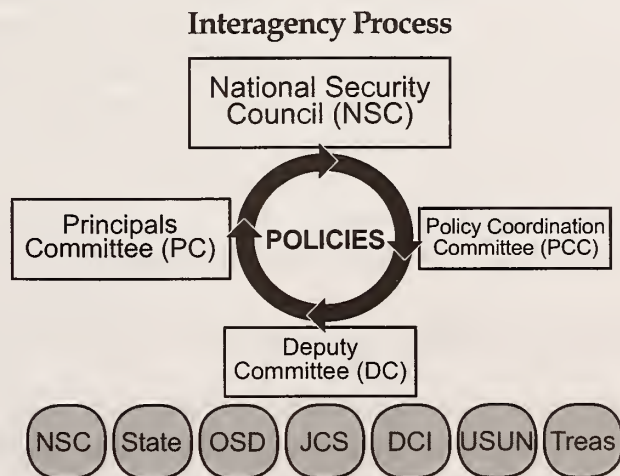 Interagency Process
National Security
Council (NSC)
Principals
Committee (PC)
POLICIES
Policy Coordination
Committee (PCC)
Deputy
Committee (DC)
NSC
State
OSD
JCS
DCI
USUN
Treas